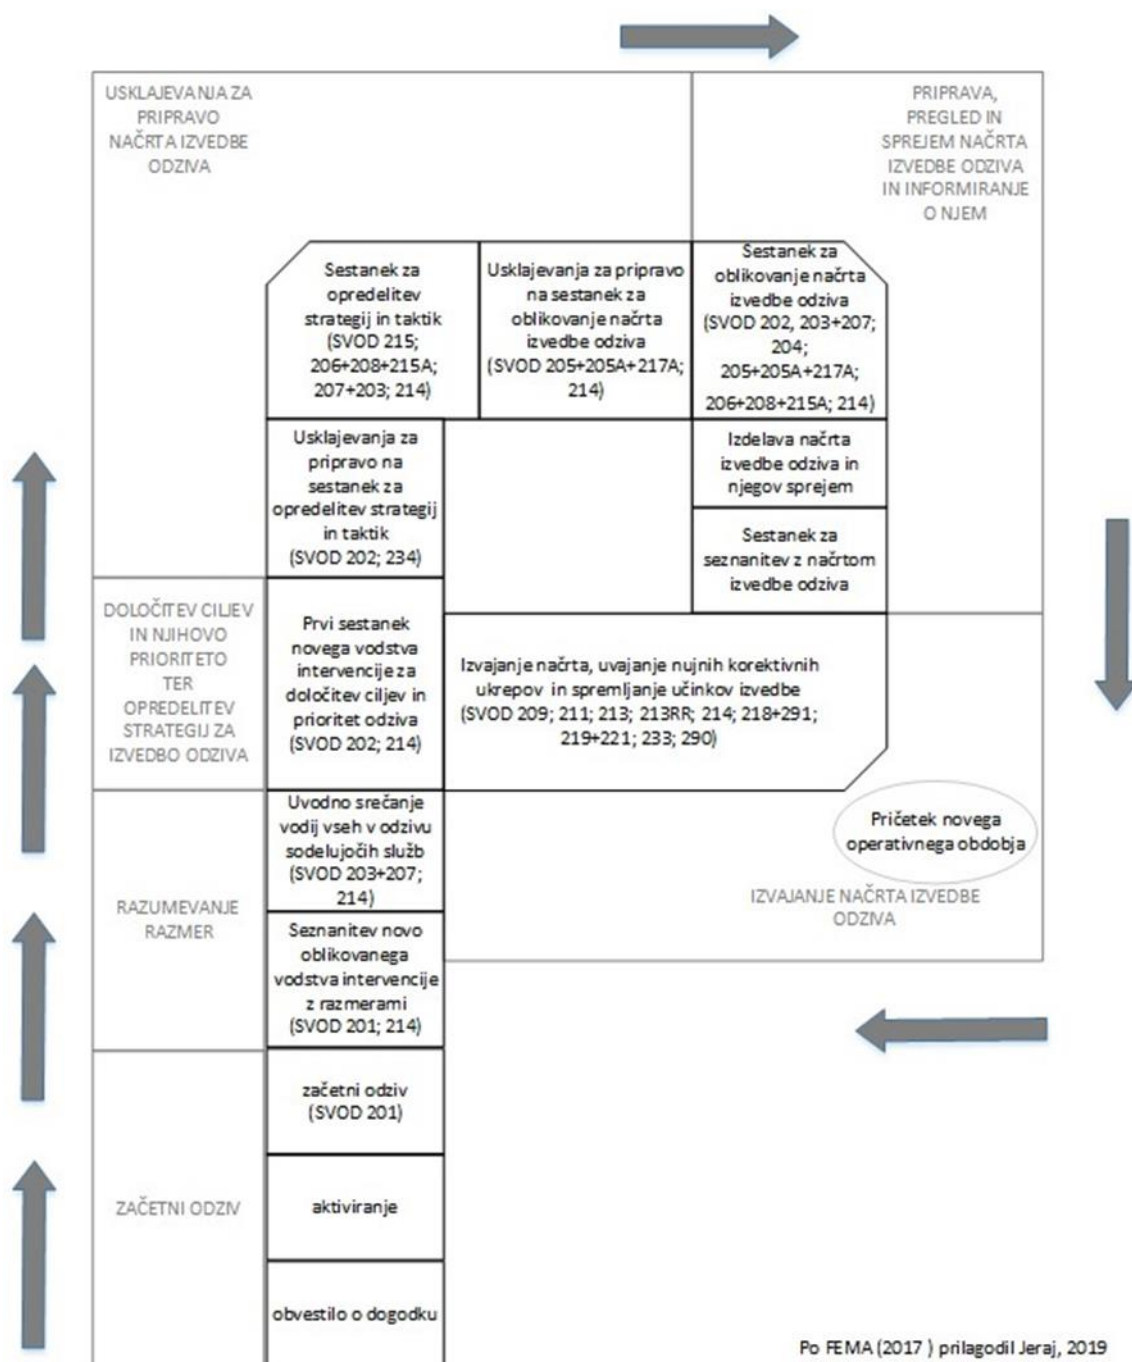 USKLAJEVANJA ZA
PRIPRAVO
NAČRTA IZVEDBE
ODZIVA
PRIPRAVA,
PREGLED IN
SPREJEM NAČRTA
IZVEDBE ODZIVA
IN INFORMIRANJE
O NJEM
Sestanek za
opredelitev
strategij in taktik
(SVOD 215;
206+208+215A;
207+203; 214)
Usklajevanja za pripravo
na sestanek za
oblikovanje načrta
izvedbe odziva
(SVOD 205+205A+217A;
214)
Sestanek za
oblikovanje načrta
izvedbe odziva
(SVOD 202, 203+207;
204;
205+205A+217A;
206+208+215A; 214)
Usklajevanja za
pripravo na
sestanek za
opredelitev strategij
in taktik
(SVOD 202; 234)
Izdelava načrta
izvedbe odziva in
njegov sprejem
Sestanek za
seznanitev z načrtom
izvedbe odziva
DOLOČITEV CILJEV
IN NJIHOVO
PRIORITETO
TER
OPREDELITEV
STRATEGIJ ZA
IZVEDBO ODZIVA
Prvi sestanek
novega vodstva
intervencije za
določitev ciljev in
prioritet odziva
(SVOD 202; 214)
Izvajanje načrta, uvajanje nujnih korektivnih
ukrepov in spremljanje učinkov izvedbe
(SVOD 209; 211; 213; 213RR; 214; 218+291;
219+221; 233; 290)
Pričetek novega
operativnega obdobja
IZVAJANJE NAČRTA IZVEDBE
ODZIVA
RAZUMEVANJE
RAZMER
Uvodno srečanje
vodij vseh v odzivu
sodelujočih služb
(SVOD 203+207;
214)
Seznanitev novo
oblikovanega
vodstva intervencije
z razmerami
(SVOD 201; 214)
ZAČETNI ODZIV
začetni odziv
(SVOD 201)
aktiviranje
obvestilo o dogodku
Po FEMA (2017 ) prilagodil Jeraj, 2019